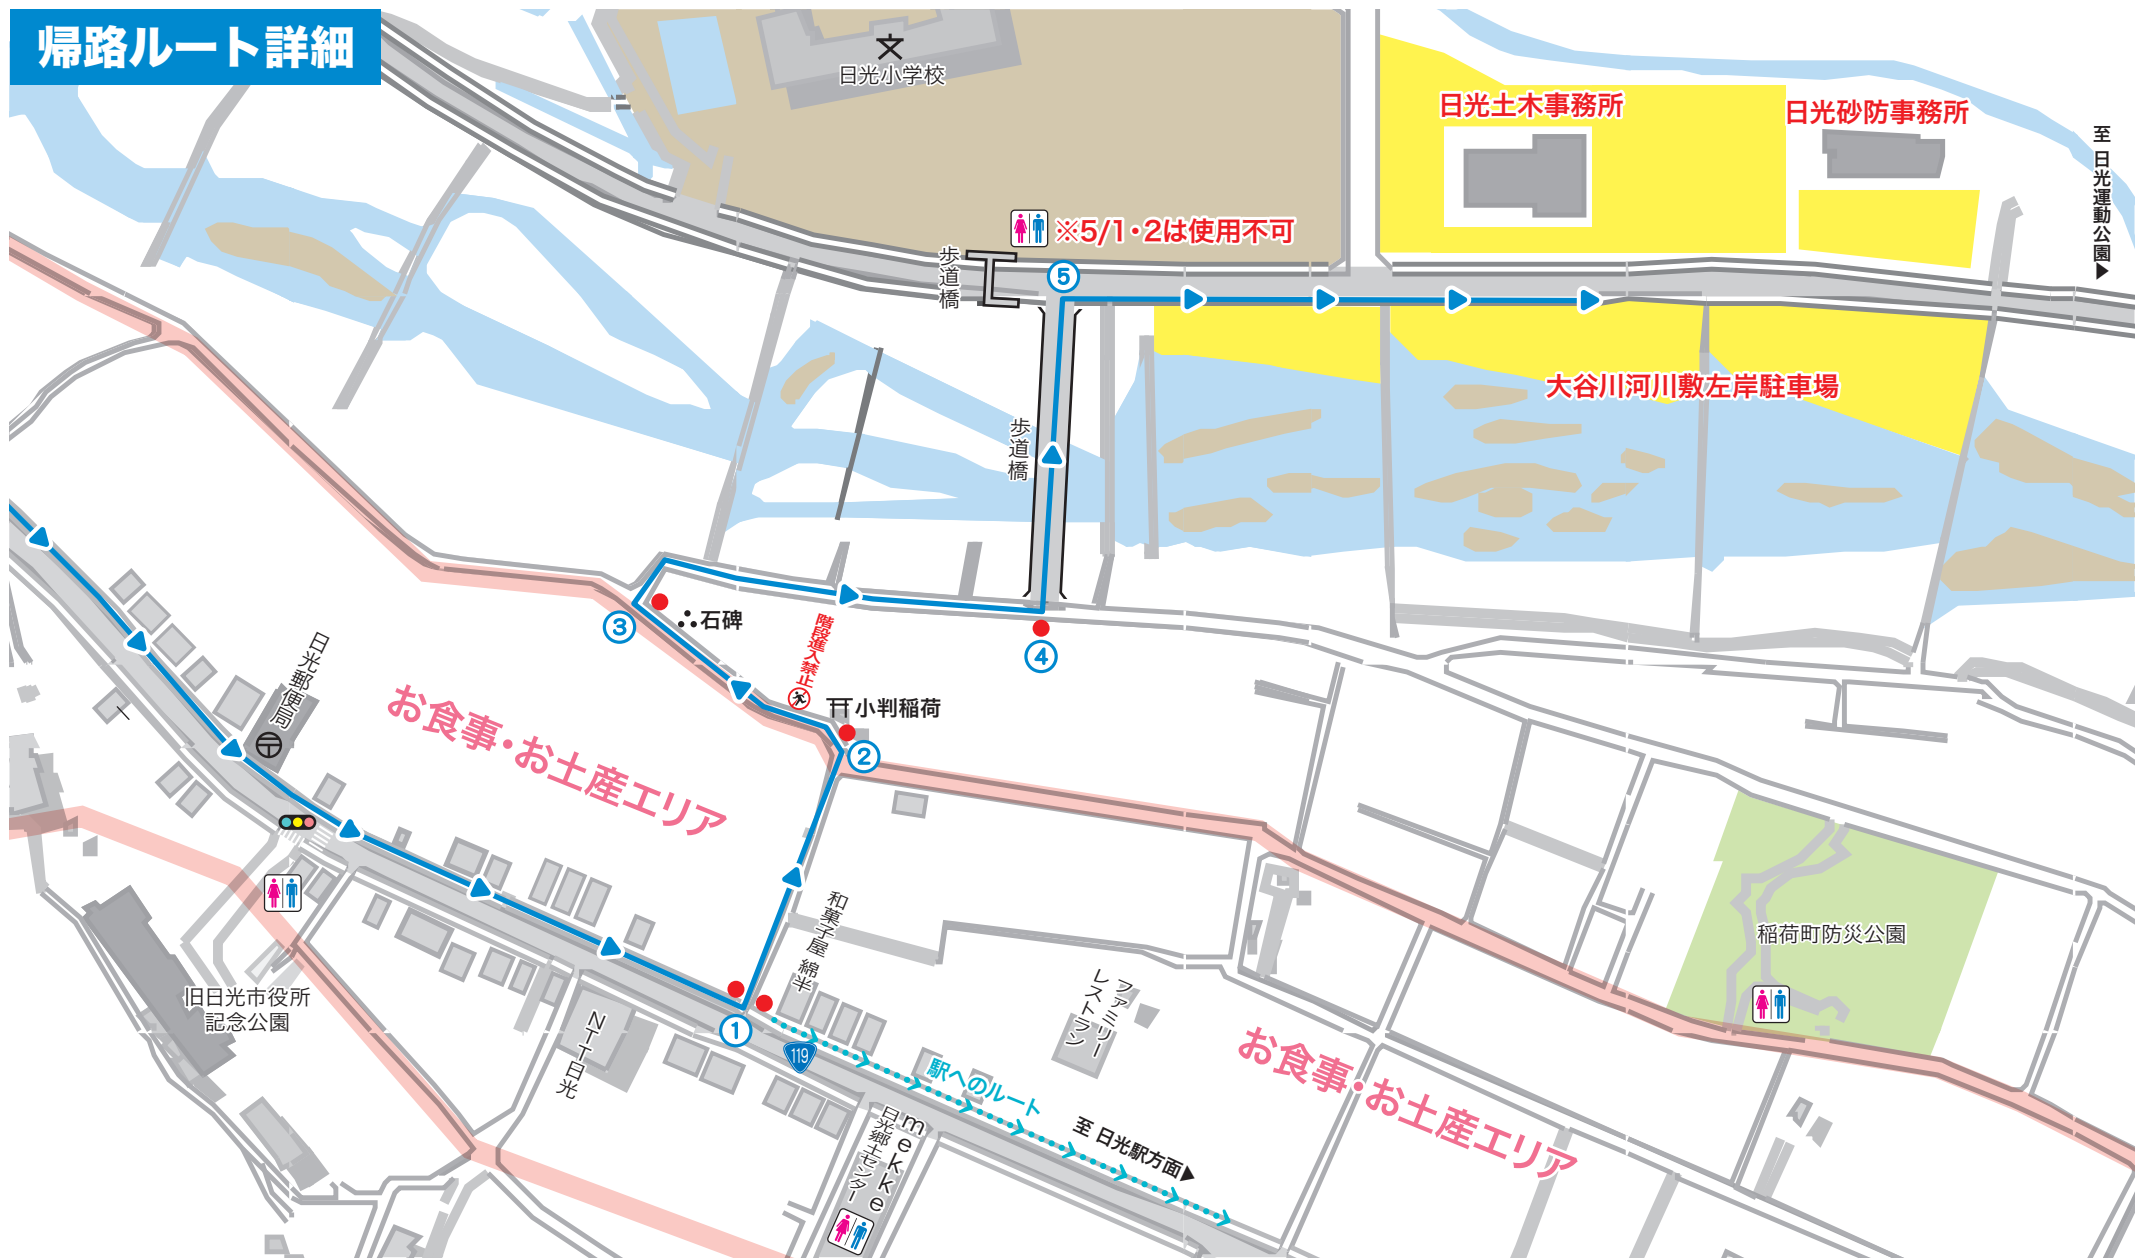 帰路ルート詳細
日光小学校
日光土木事務所
日光砂防事務所
至 日光運動公園▶
※5/1・2は使用不可
歩道橋
⑤
大谷川河川敷左岸駐車場
歩道橋
③
∴石碑
階段進入禁止
④
小判稲荷
②
日光郵便局
お食事・お土産エリア
和菓子屋 綿半
稲荷町防災公園
旧日光市役所
記念公園
NTT日光
①
119
ファミリー
レストラン
駅へのルート
お食事・お土産エリア
至 日光駅方面▶
mekke
日光郷土センター